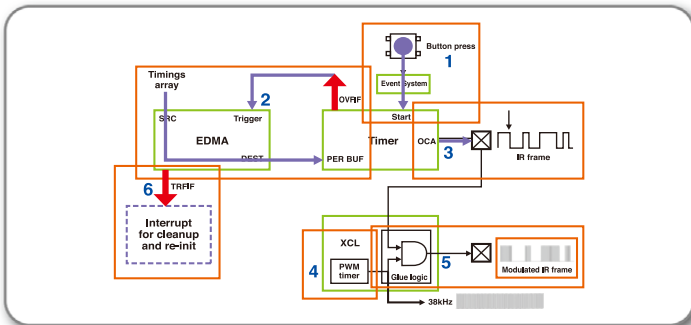 Button press
1
Event System
Timings
array
2
OVFIF
SRC
Trigger
EDMA
DEST
Start
Timer
PER BUF
OCA
3
IR frame
6
TRFIF
Interrupt
for cleanup
and re-init
XCL
4
PWM
timer
Glue logic
5
Modulated IR frame
38kHz